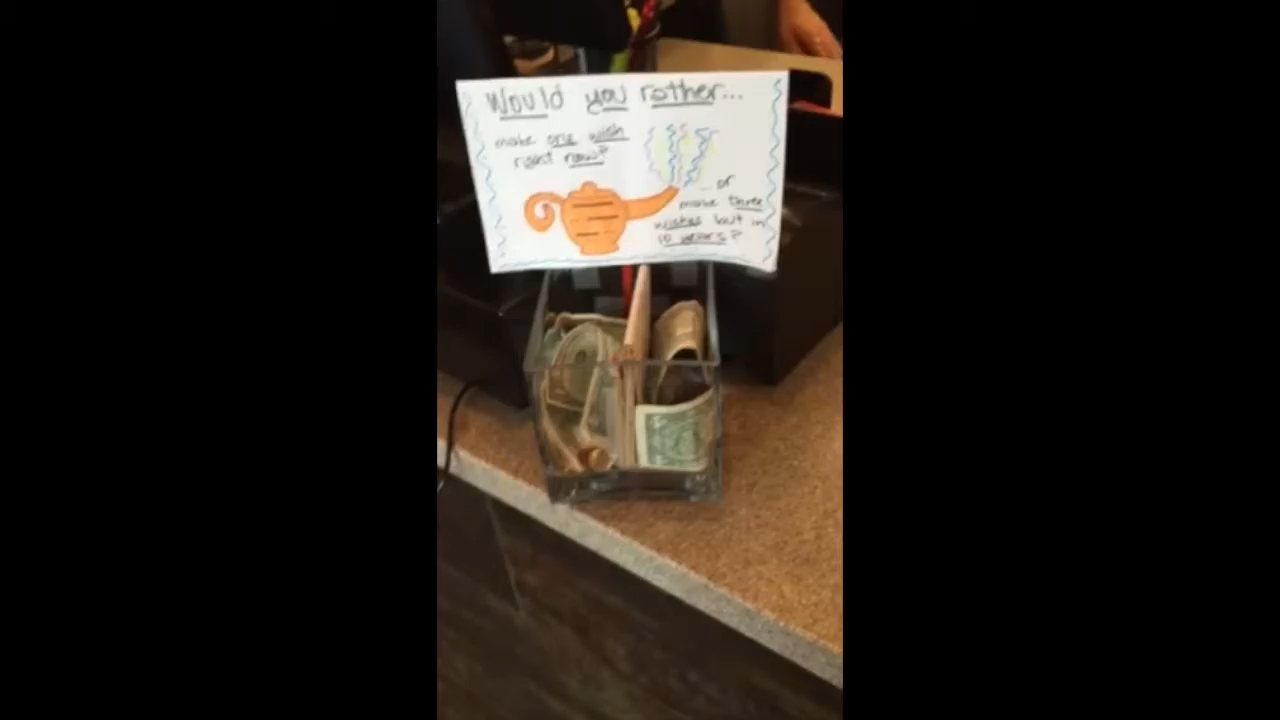 Would you rather...
make one wish
right now?
... or
make three
wishes but in
10 years?